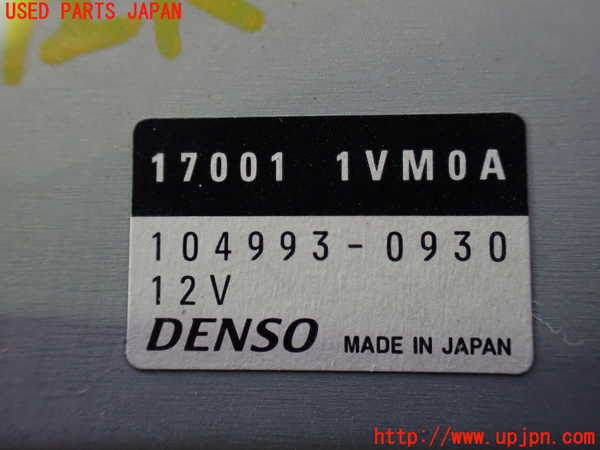 USED PARTS JAPAN
17001 1VM0A
104993-0930
12V
DENSO MADE IN JAPAN
http://www.upjpn.com/